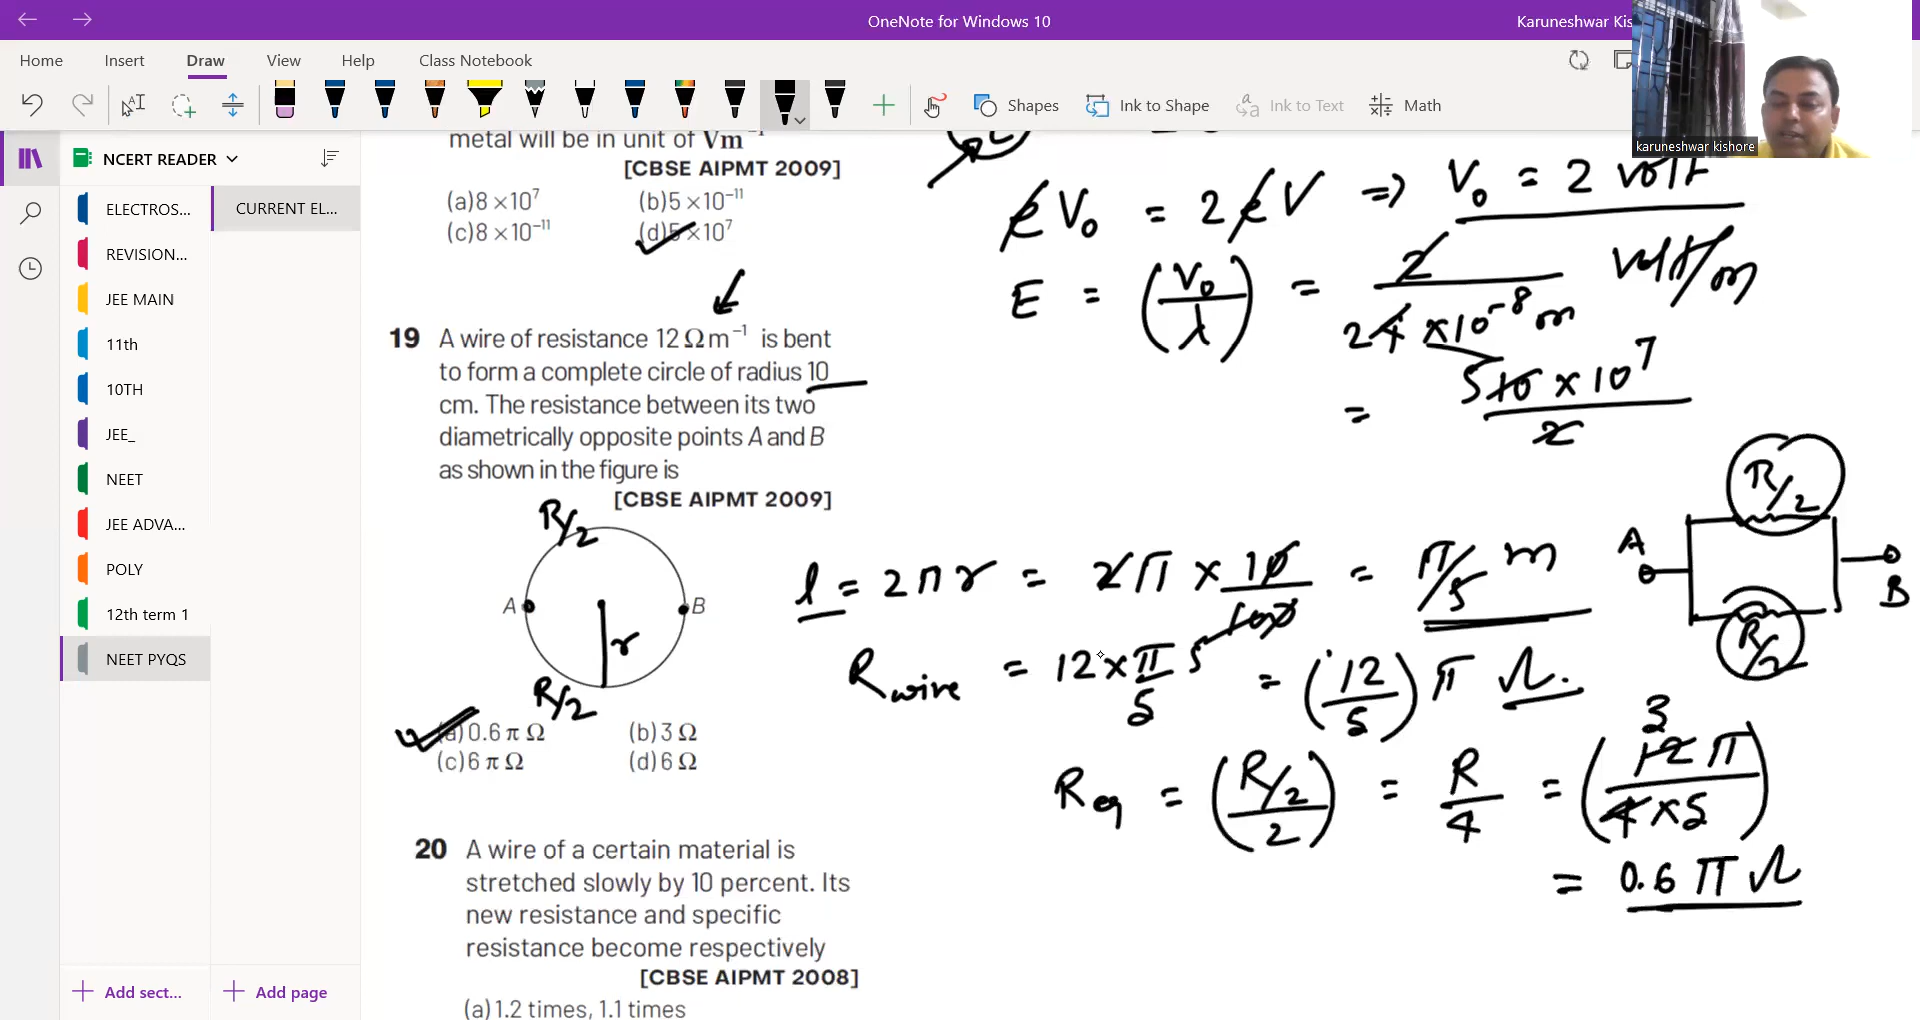 OneNote for Windows 10
Karuneshwar Kis
Home Insert Draw View Help Class Notebook
Shapes Ink to Shape Ink to Text Math
karuneshwar kishore
NCERT READER
ELECTROS...
REVISION...
JEE MAIN
11th
10TH
JEE_
NEET
JEE ADVA...
POLY
12th term 1
NEET PYQS
Add sect...
CURRENT EL...
Add page
metal will be in unit of Vm⁻¹
[CBSE AIPMT 2009]
(a) 8 × 10⁷ (b) 5 × 10⁻¹¹
(c) 8 × 10⁻¹¹ (d) 5 × 10⁷
19 A wire of resistance 12 Ω m⁻¹ is bent
to form a complete circle of radius 10
cm. The resistance between its two
diametrically opposite points A and B
as shown in the figure is
[CBSE AIPMT 2009]
R/2
A B
r
R/2
(a) 0.6 π Ω (b) 3 Ω
(c) 6 π Ω (d) 6 Ω
20 A wire of a certain material is
stretched slowly by 10 percent. Its
new resistance and specific
resistance become respectively
[CBSE AIPMT 2008]
(a) 1.2 times, 1.1 times
eV₀ = 2eV ⇒ V₀ = 2 volt
E = (V₀/λ) = 2/4×10⁻⁸ m volt/m
= 5 10 × 10⁷/2
l = 2πr = 2π × 10/100 = π/5 m
R wire = 12 × π/5 = (12/5) π Ω.
R eq = (R/2/2) = R/4 = (12π/4×5)
= 0.6 π Ω
R/2
A
B
R/2